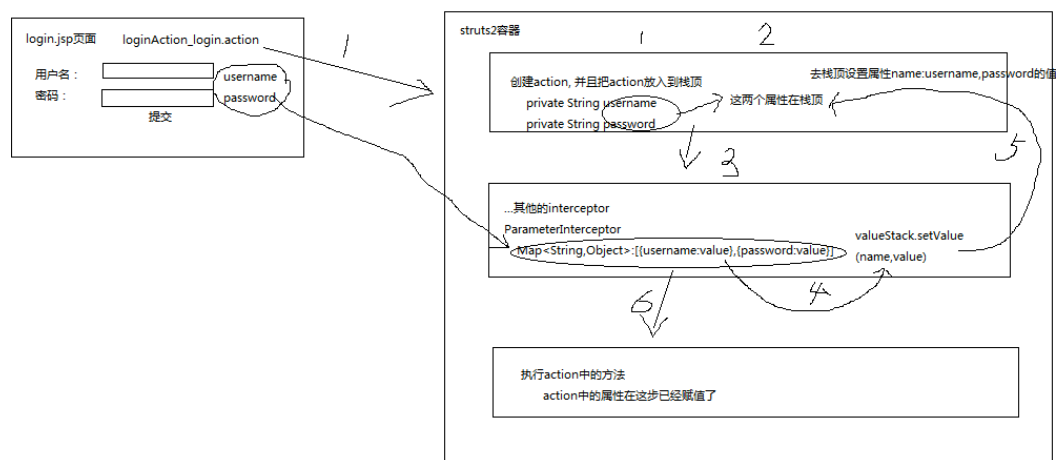 login.jsp页面 loginAction_login.action
用户名：
username
密码：
password
提交
1
struts2容器
1
2
创建action, 并且把action放入到栈顶
去栈顶设置属性name:username,password的值
private String username
这两个属性在栈顶
private String password
3
5
...其他的interceptor
ParameterInterceptor
Map<String,Object>:[{username:value},{password:value}]
valueStack.setValue
(name,value)
4
6
执行action中的方法
action中的属性在这步已经赋值了